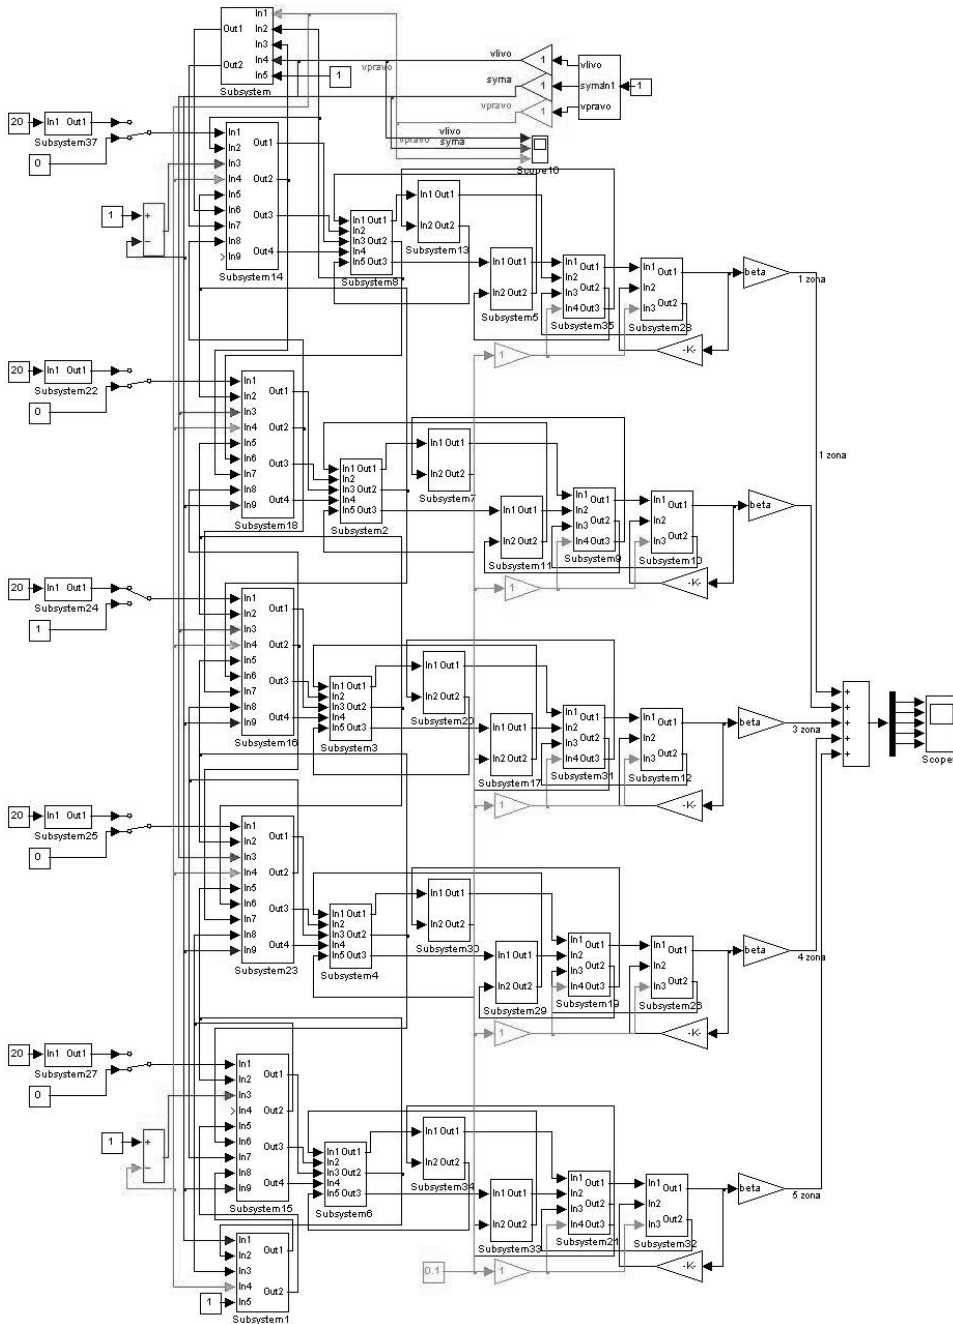 In1
Out1 In2
In3
Out2 In4
In5
Subsystem
1
vpravo
vlivo
syma
vpravo
1
1
1
vlivo
symaIn1
vpravo
1
vlivo
vpravo syma
Scope10
20
In1 Out1
Subsystem37
0
1
+
−
In1
In2
In3
In4
In5
In6
In7
In8
In9
Out1
Out2
Out3
Out4
Subsystem14
In1 Out1
In2
In3 Out2
In4
In5 Out3
Subsystem8
In1 Out1
In2 Out2
Subsystem13
In1 Out1
In2 Out2
Subsystem5
In1 Out1
In2
In3 Out2
In4 Out3
Subsystem35
In1 Out1
In2
In3 Out2
Subsystem28
beta
1 zona
1
-K-
20
In1 Out1
Subsystem22
0
In1
In2
In3
In4
In5
In6
In7
In8
In9
Out1
Out2
Out3
Out4
Subsystem18
In1 Out1
In2
In3 Out2
In4
In5 Out3
Subsystem2
In1 Out1
In2 Out2
Subsystem7
In1 Out1
In2 Out2
Subsystem11
In1 Out1
In2
In3 Out2
In4 Out3
Subsystem9
In1 Out1
In2
In3 Out2
Subsystem10
beta
1 zona
1
-K-
20
In1 Out1
Subsystem24
1
In1
In2
In3
In4
In5
In6
In7
In8
In9
Out1
Out2
Out3
Out4
Subsystem16
In1 Out1
In2
In3 Out2
In4
In5 Out3
Subsystem3
In1 Out1
In2 Out2
Subsystem20
In1 Out1
In2 Out2
Subsystem17
In1 Out1
In2
In3 Out2
In4 Out3
Subsystem31
In1 Out1
In2
In3 Out2
Subsystem12
beta
3 zona
1
-K-
+
+
+
+
+
Scope
20
In1 Out1
Subsystem25
0
In1
In2
In3
In4
In5
In6
In7
In8
In9
Out1
Out2
Out3
Out4
Subsystem23
In1 Out1
In2
In3 Out2
In4
In5 Out3
Subsystem4
In1 Out1
In2 Out2
Subsystem30
In1 Out1
In2 Out2
Subsystem29
In1 Out1
In2
In3 Out2
In4 Out3
Subsystem19
In1 Out1
In2
In3 Out2
Subsystem26
beta
4 zona
1
-K-
20
In1 Out1
Subsystem27
0
1
+
−
In1
In2
In3
In4
In5
In6
In7
In8
In9
Out1
Out2
Out3
Out4
Subsystem15
In1 Out1
In2
In3 Out2
In4
In5 Out3
Subsystem6
In1 Out1
In2 Out2
Subsystem34
In1 Out1
In2 Out2
Subsystem33
In1 Out1
In2
In3 Out2
In4 Out3
Subsystem21
In1 Out1
In2
In3 Out2
Subsystem32
beta
5 zona
0.1
1
-K-
1
In1
In2
In3
In4
In5
Out1
Out2
Subsystem1